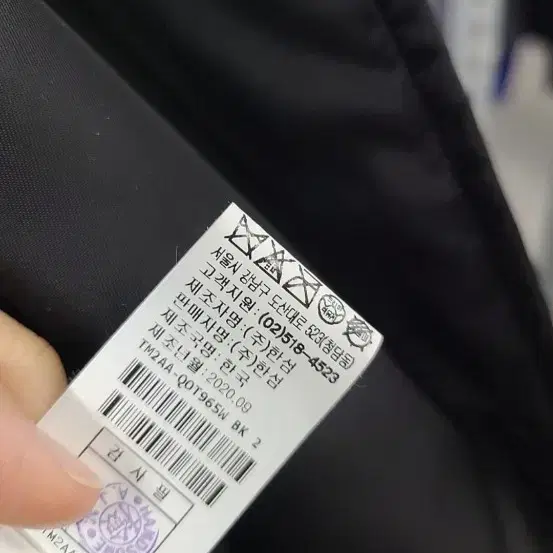 서울시 강남구 도산대로 523(청담동)
고객지원 : (02)518-4523
제조자명 : (주)한섬
판매자명 : (주)한섬
제조국명 : 한국
제조년월 : 2020.09
TM2AA-QOT965W BK 2
검 사 필
TM2AA